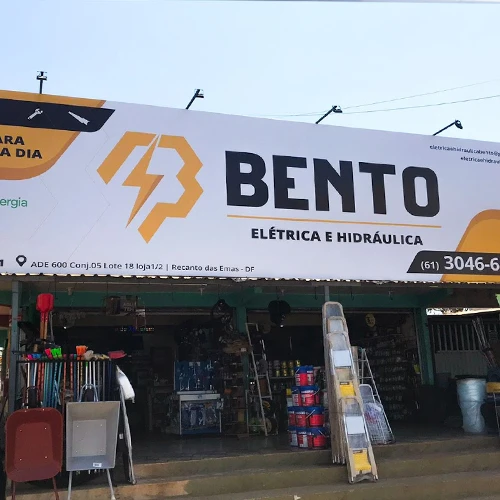 ARA
A DIA
BENTO
ELÉTRICA E HIDRÁULICA
ergia
ADE 600 Conj.05 Lote 18 loja1/2 | Recanto das Emas - DF
(61) 3046-6